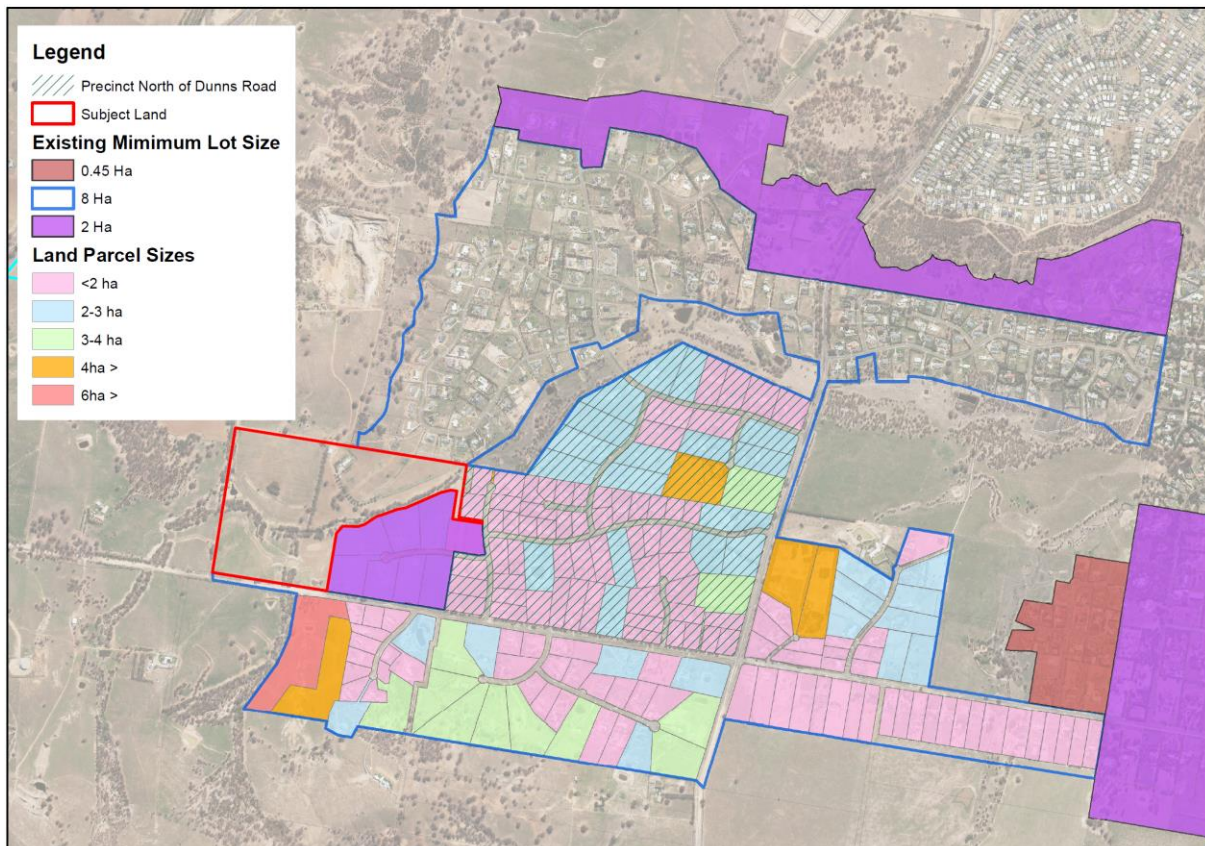 Legend
Precinct North of Dunns Road
Subject Land
Existing Mimimum Lot Size
0.45 Ha
8 Ha
2 Ha
Land Parcel Sizes
<2 ha
2-3 ha
3-4 ha
4ha >
6ha >